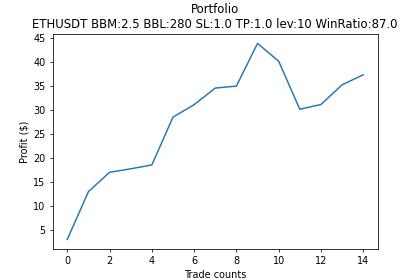 Portfolio
ETHUSDT BBM:2.5 BBL:280 SL:1.0 TP:1.0 lev:10 WinRatio:87.0
45
40
35
30
25
20
15
10
5
Profit ($)
0 2 4 6 8 10 12 14
Trade counts